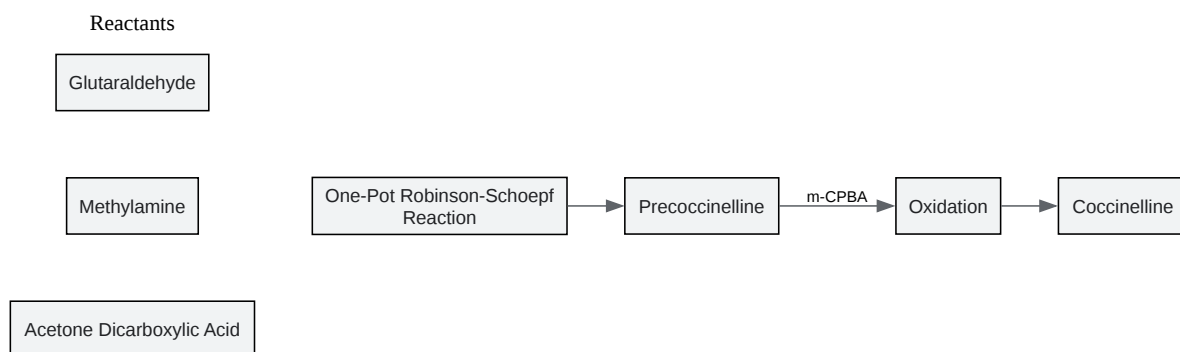 Reactants
Glutaraldehyde
Methylamine
One-Pot Robinson-Schoepf
Reaction
Precoccinelline
m-CPBA
Oxidation
Coccinelline
Acetone Dicarboxylic Acid